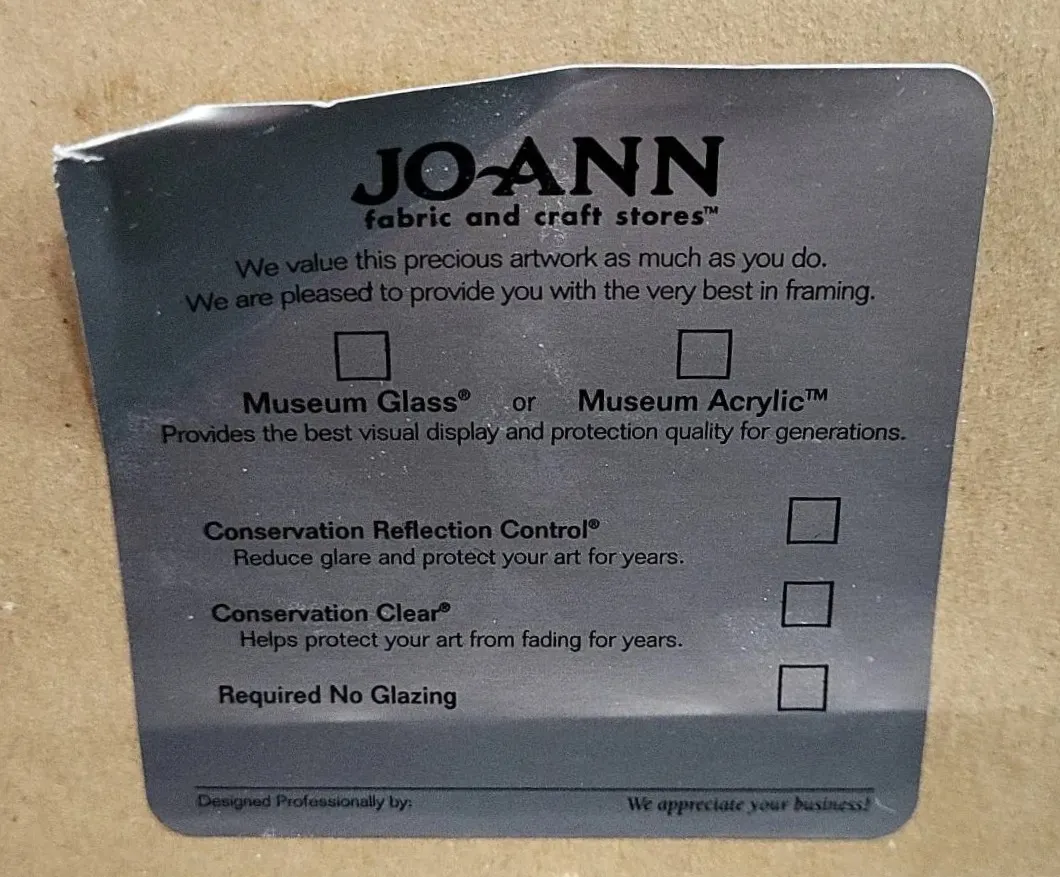 JO-ANN
fabric and craft stores™
We value this precious artwork as much as you do.
We are pleased to provide you with the very best in framing.
Museum Glass® or Museum Acrylic™
Provides the best visual display and protection quality for generations.
Conservation Reflection Control®
Reduce glare and protect your art for years.
Conservation Clear®
Helps protect your art from fading for years.
Required No Glazing
Designed Professionally by: We appreciate your business!